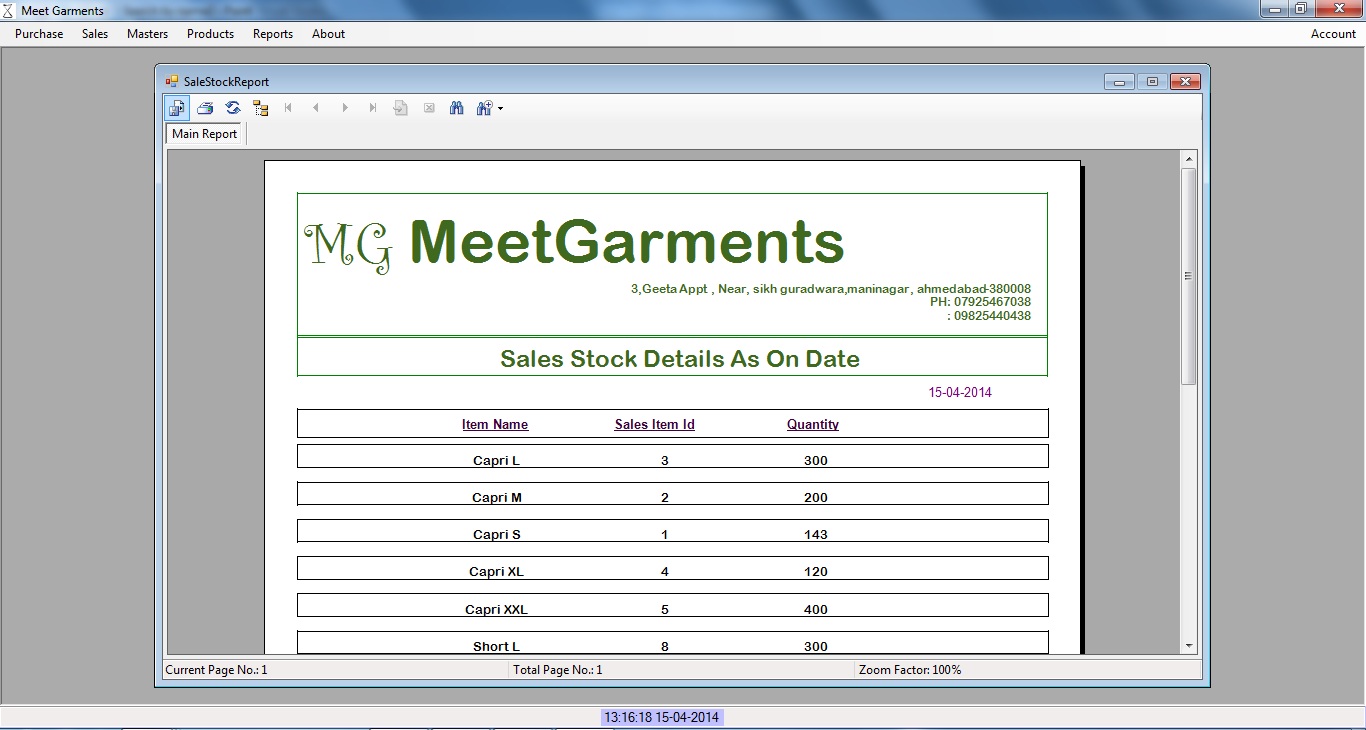 Meet Garments
Purchase Sales Masters Products Reports About Account
SaleStockReport
Main Report
MG MeetGarments
3,Geeta Appt , Near, sikh guradwara,maninagar, ahmedabad-380008
PH: 07925467038
: 09825440438
Sales Stock Details As On Date
15-04-2014
Item Name Sales Item Id Quantity
Capri L 3 300
Capri M 2 200
Capri S 1 143
Capri XL 4 120
Capri XXL 5 400
Short L 8 300
Current Page No.: 1 Total Page No.: 1 Zoom Factor: 100%
13:16:18 15-04-2014